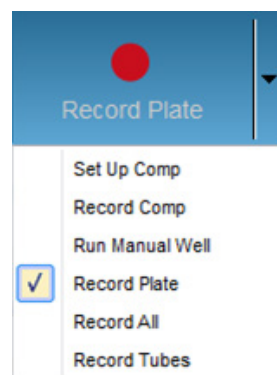 Record Plate
Set Up Comp
Record Comp
Run Manual Well
Record Plate
Record All
Record Tubes